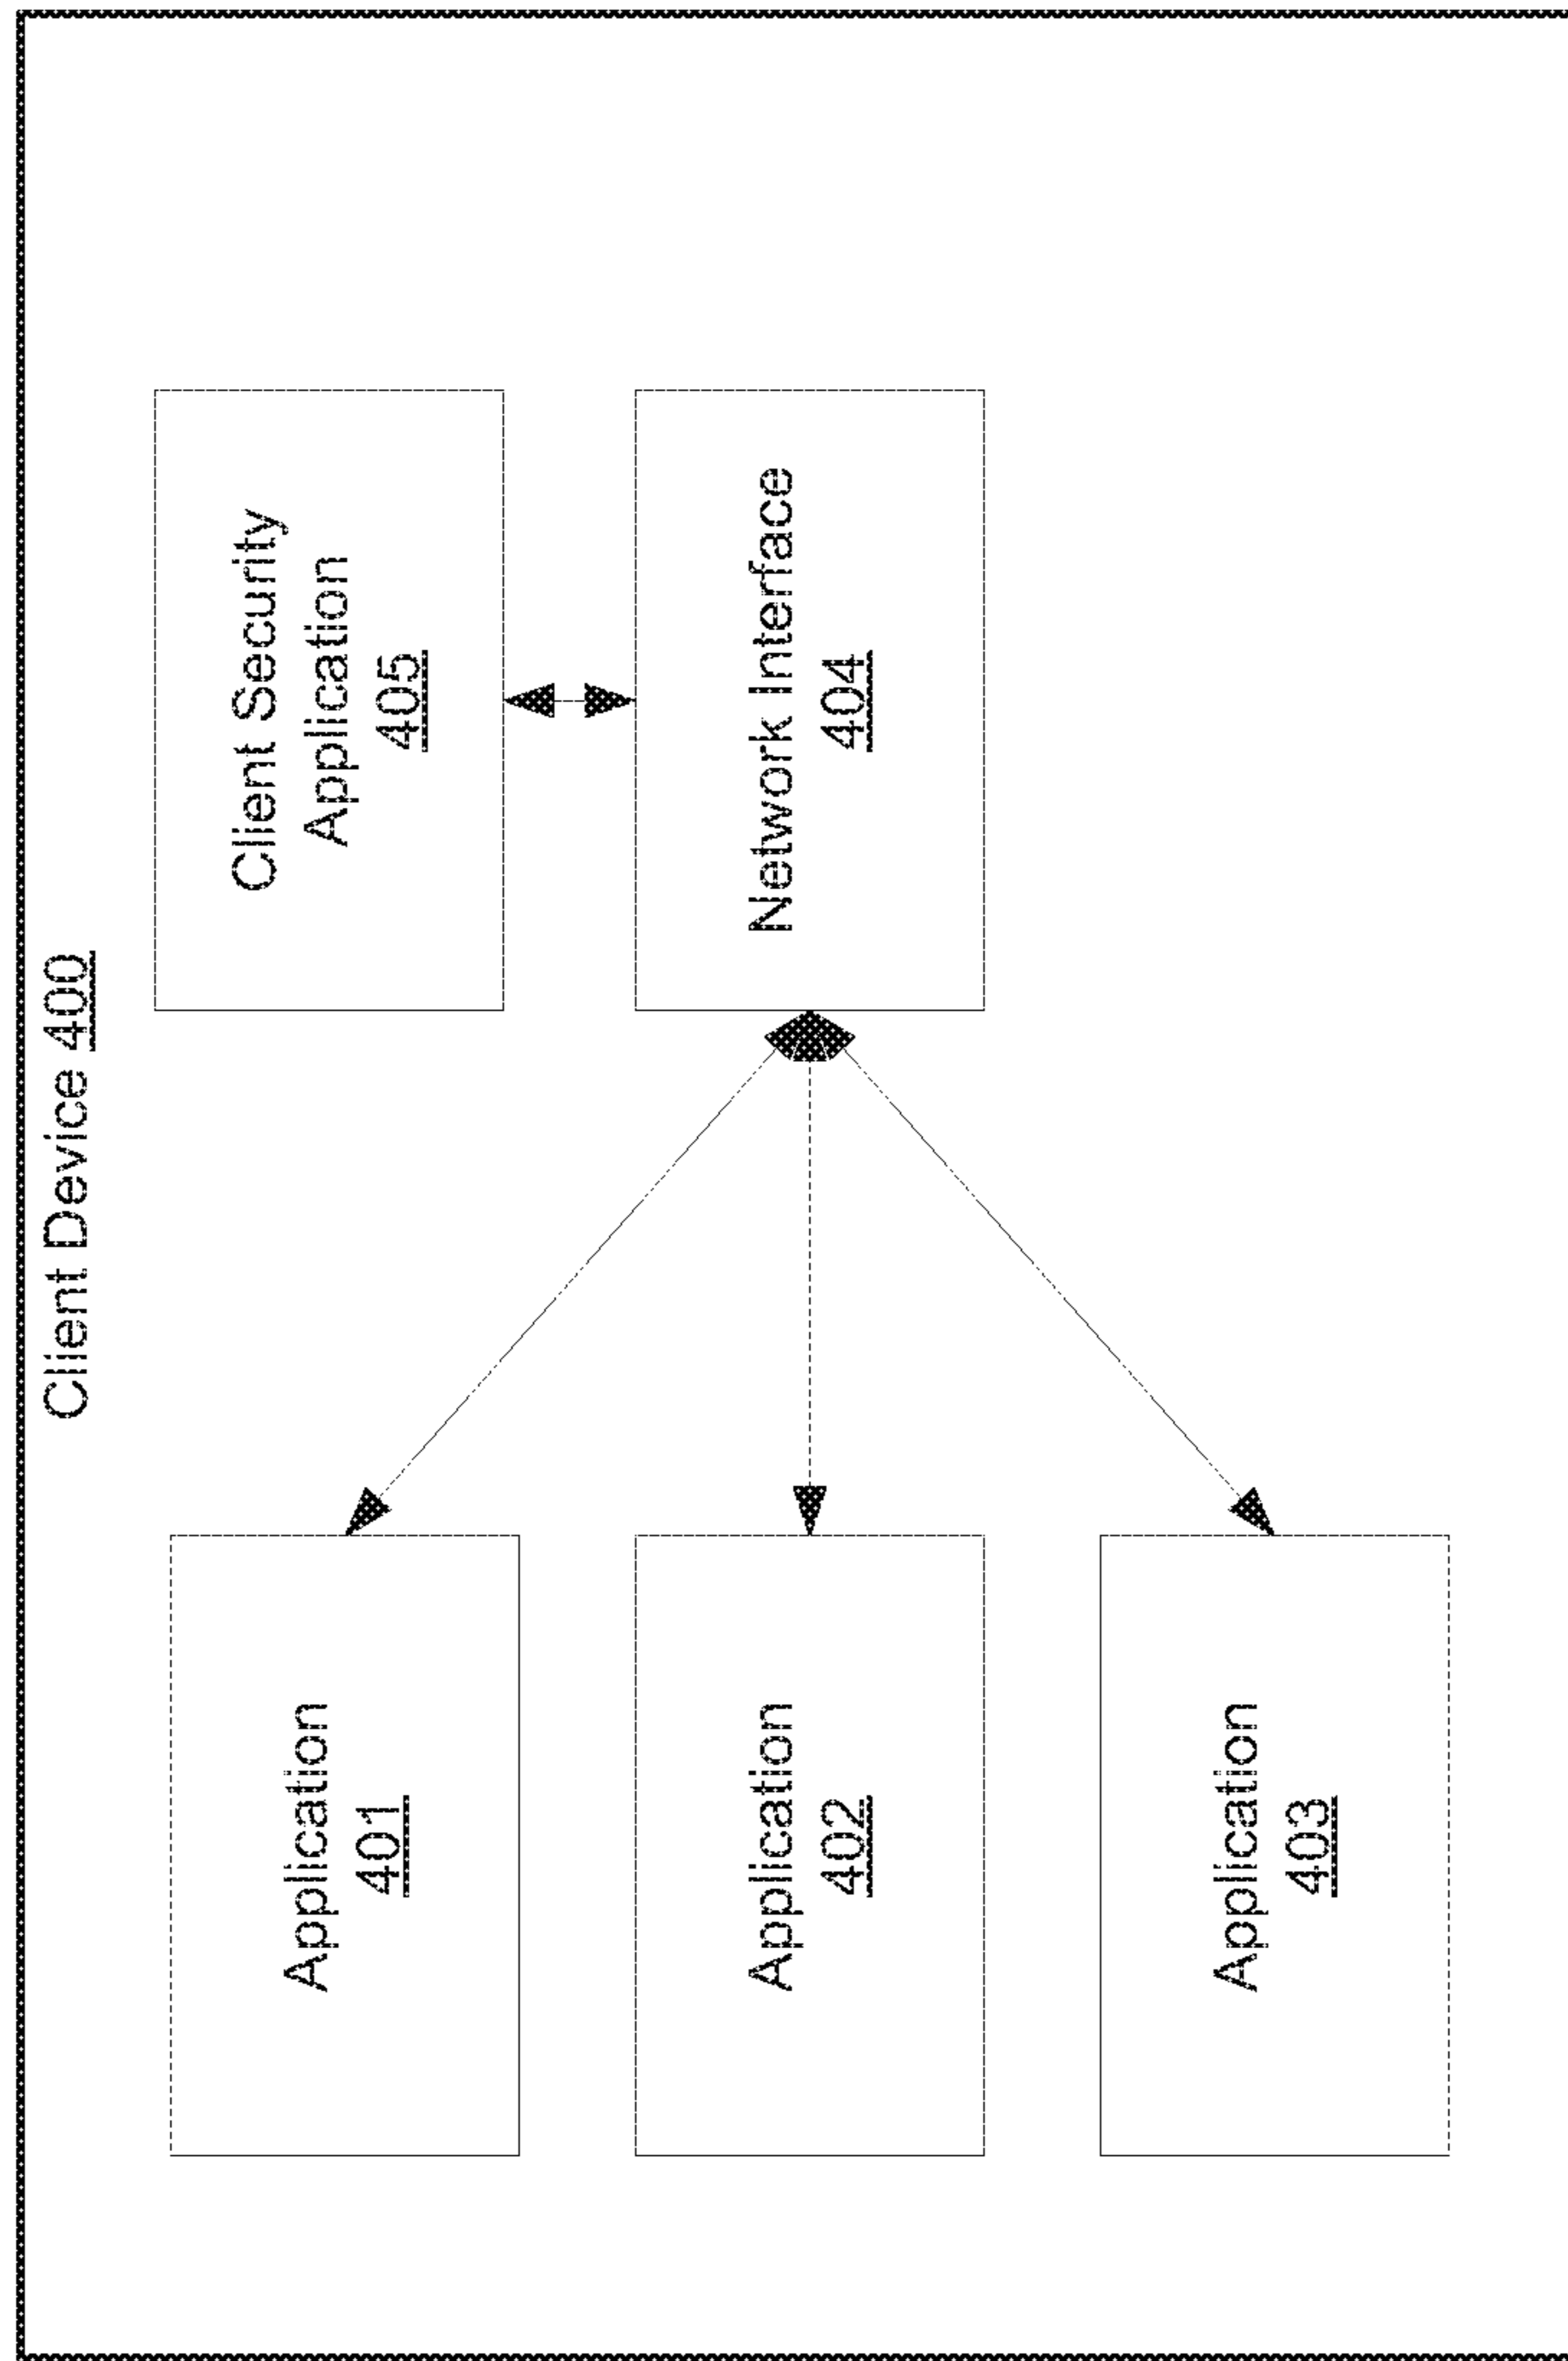 Client Device 400
Application
401
Application
402
Application
403
Client Security
Application
405
Network Interface
404